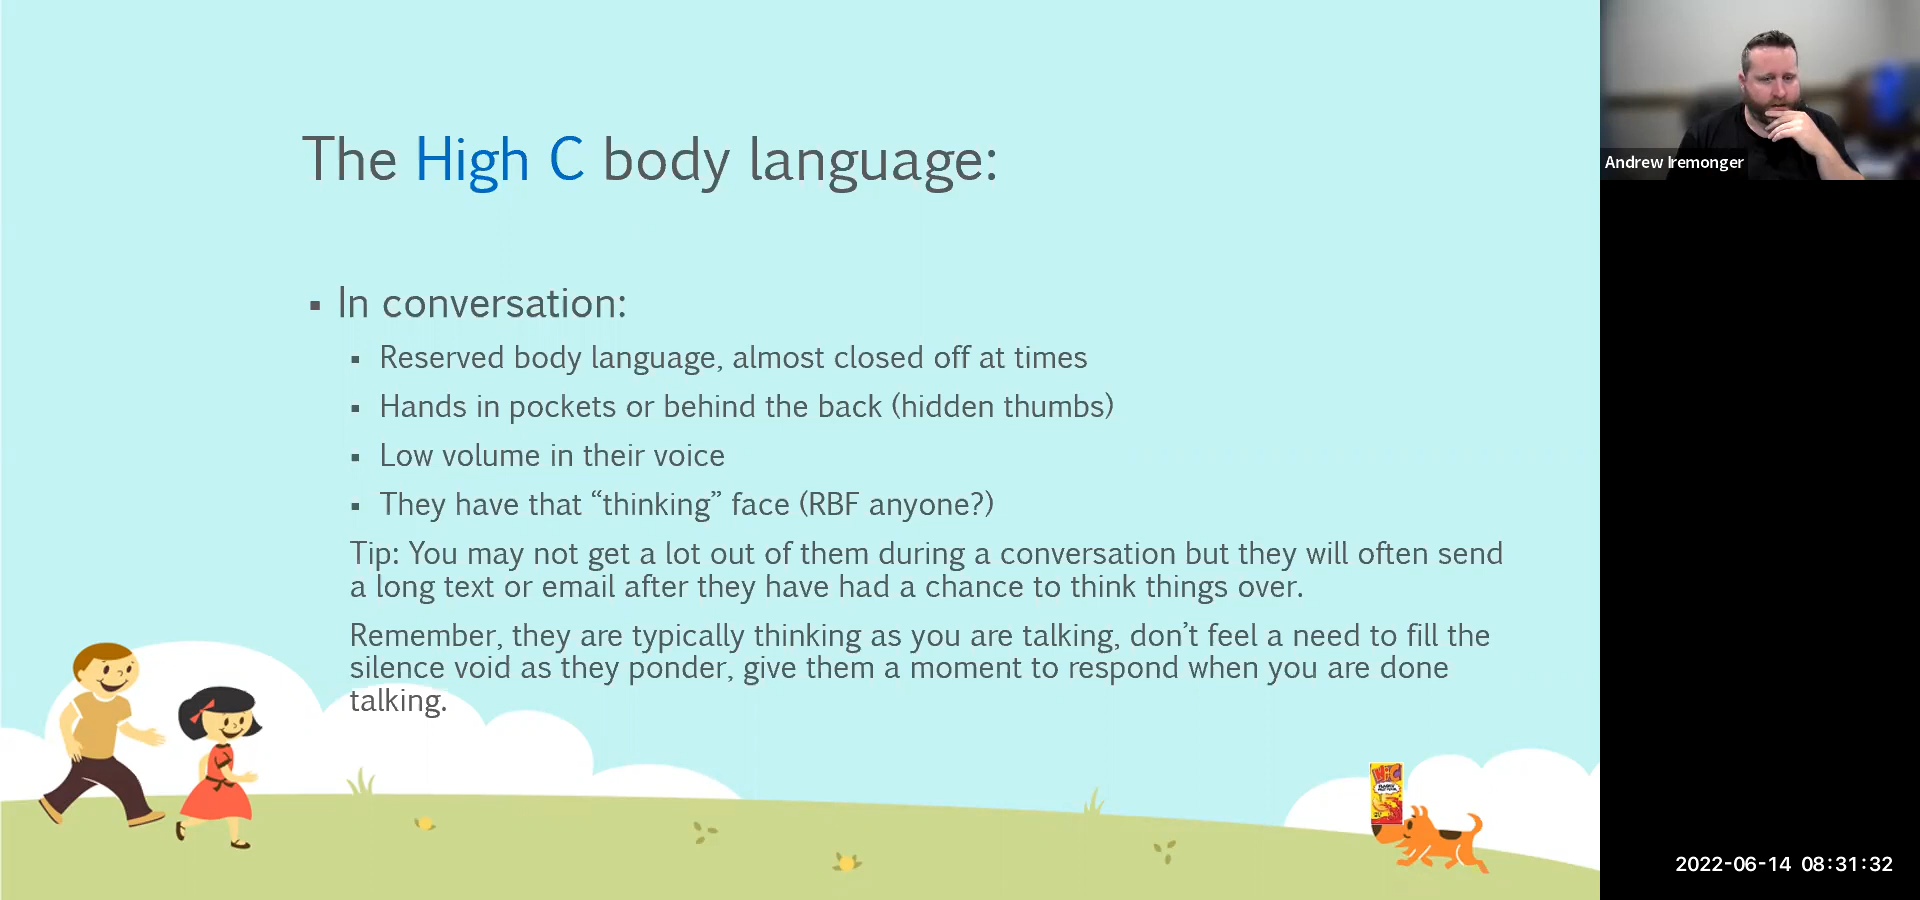 The High C body language:
▪ In conversation:
▪ Reserved body language, almost closed off at times
▪ Hands in pockets or behind the back (hidden thumbs)
▪ Low volume in their voice
▪ They have that “thinking” face (RBF anyone?)
Tip: You may not get a lot out of them during a conversation but they will often send
a long text or email after they have had a chance to think things over.
Remember, they are typically thinking as you are talking, don’t feel a need to fill the
silence void as they ponder, give them a moment to respond when you are done
talking.
Andrew Iremonger
2022-06-14 08:31:32